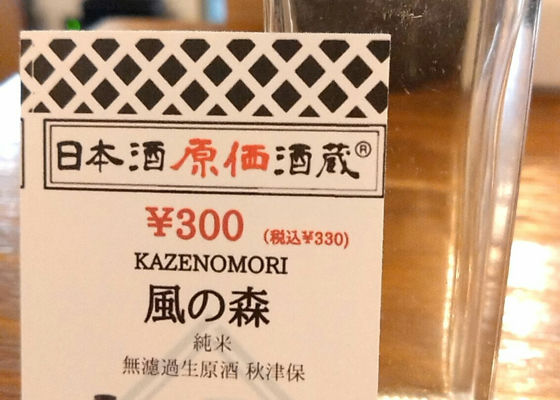 日本酒原価酒蔵®
¥300 (税込¥330)
KAZENOMORI
風の森
純米
無濾過生原酒 秋津保